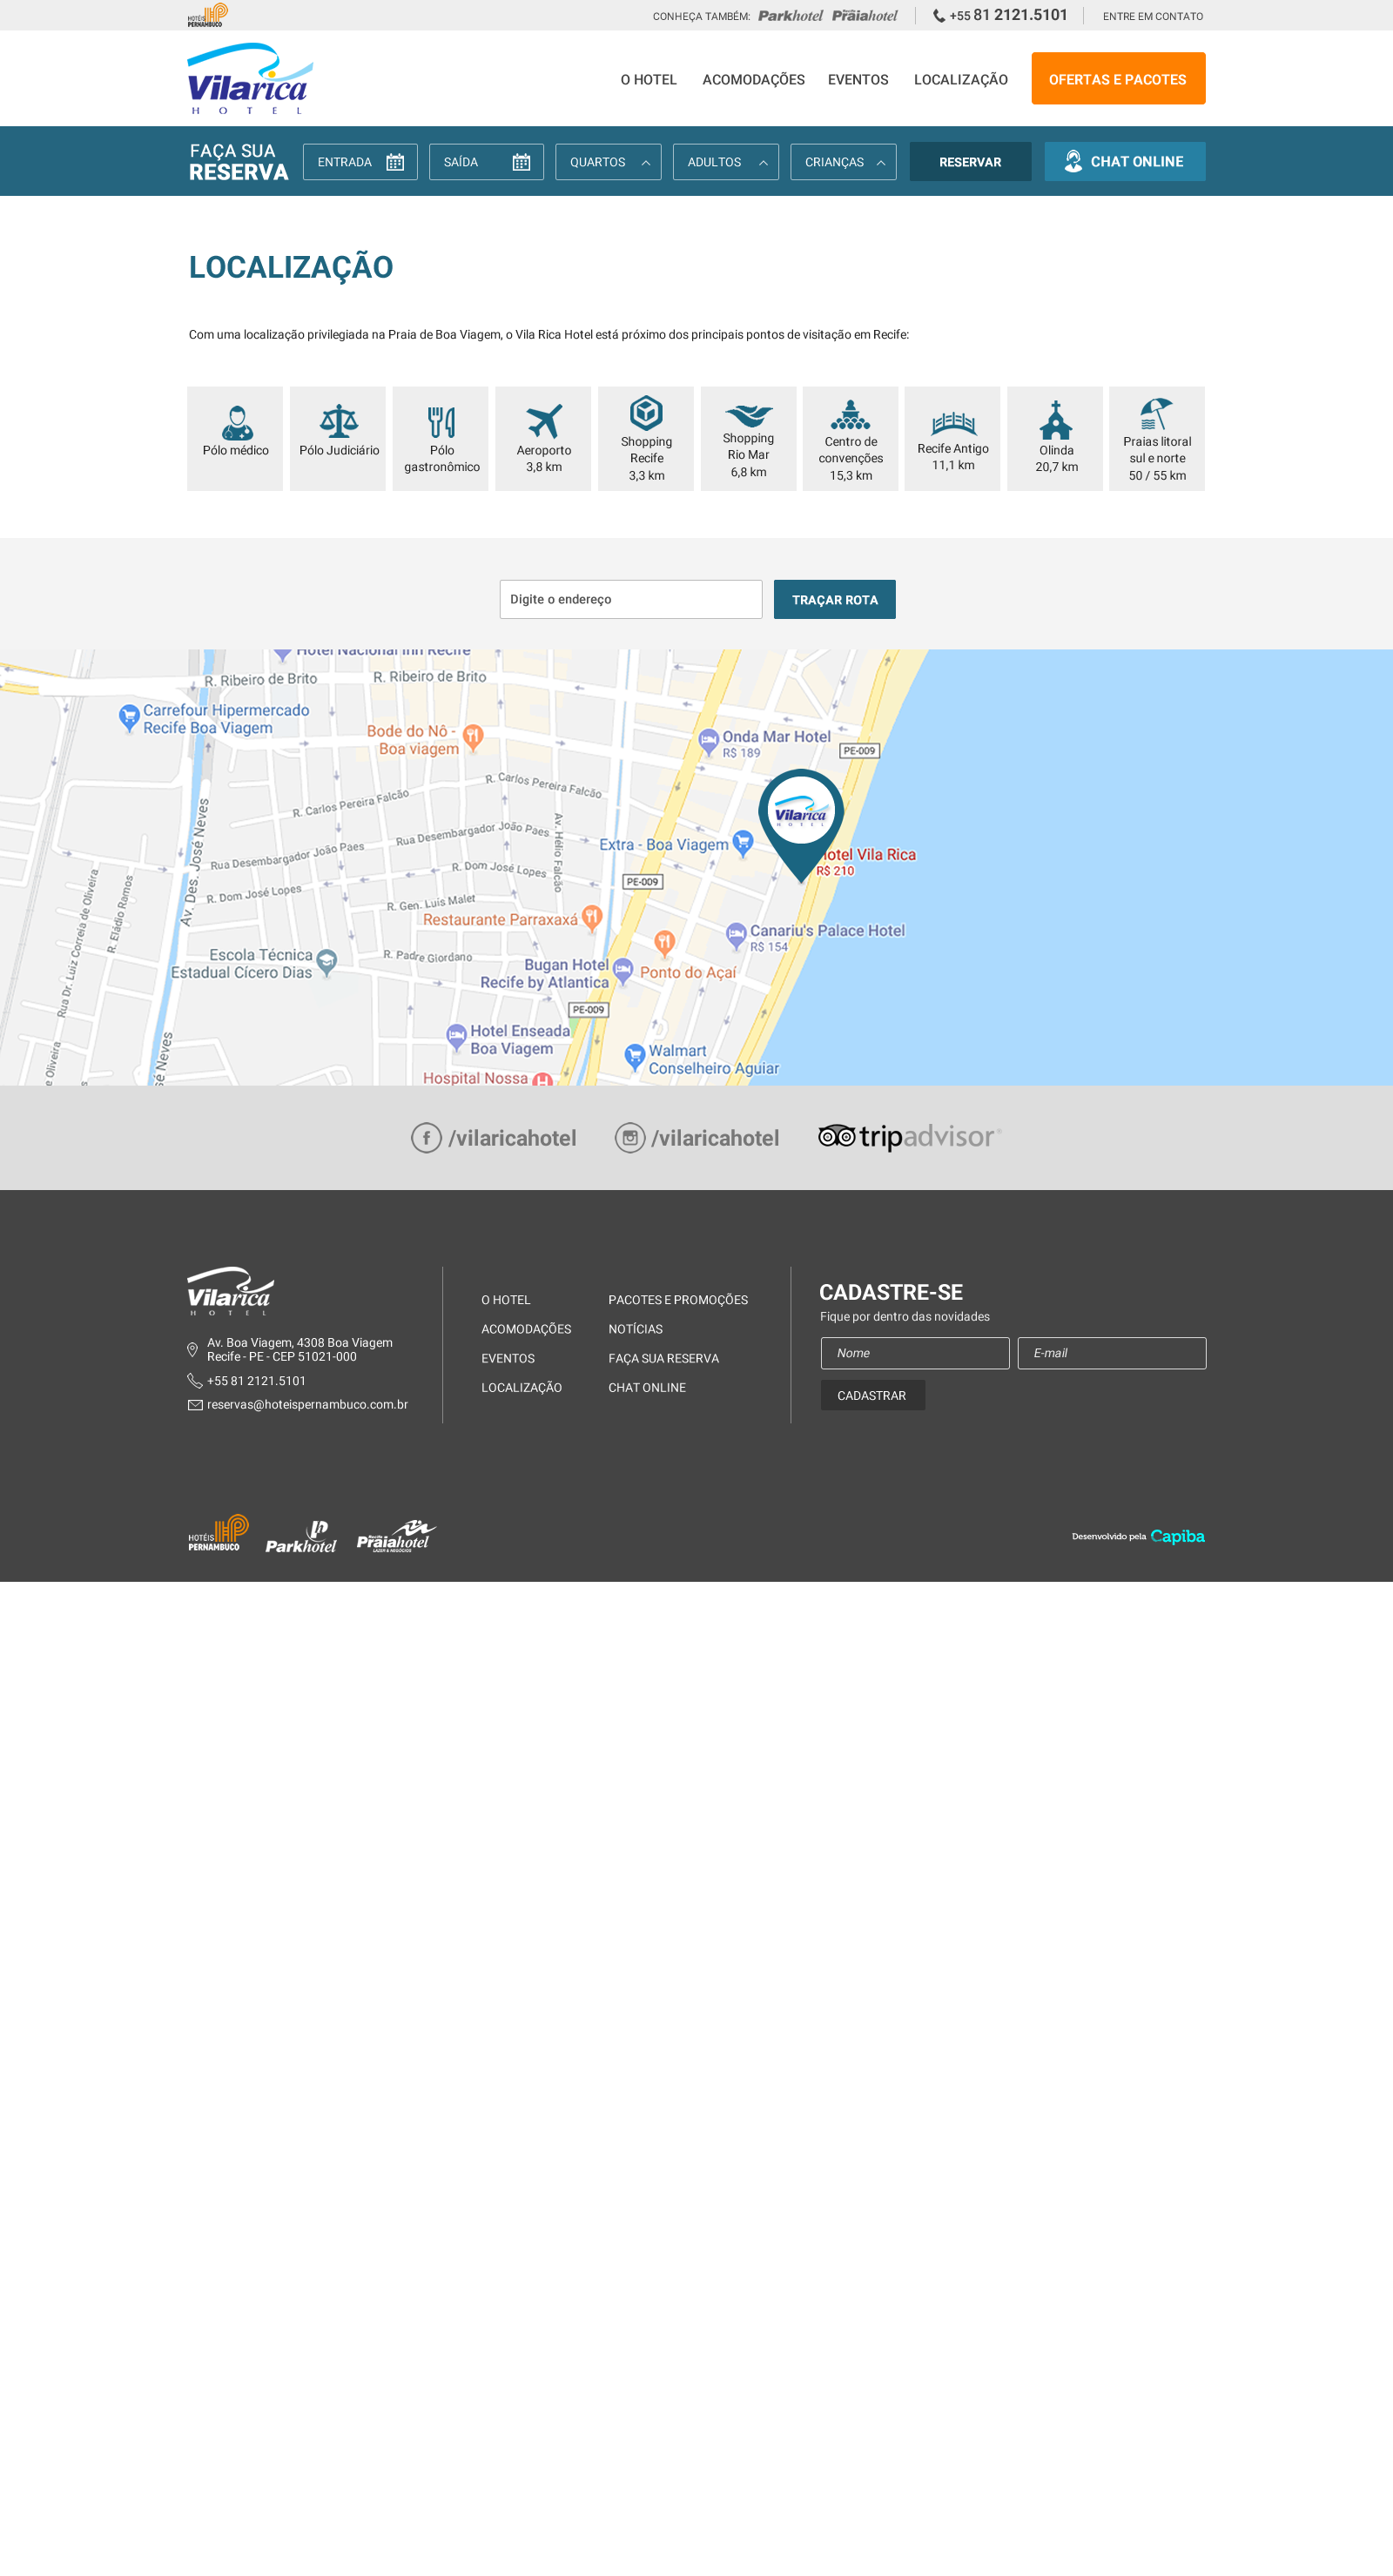 HOTÉIS
PERNAMBUCO
CONHEÇA TAMBÉM: Parkhotel Praiahotel
+55 81 2121.5101
ENTRE EM CONTATO
Vilarica
HOTEL
O HOTEL
ACOMODAÇÕES
EVENTOS
LOCALIZAÇÃO
OFERTAS E PACOTES
FAÇA SUA
RESERVA
ENTRADA
SAÍDA
QUARTOS
ADULTOS
CRIANÇAS
RESERVAR
CHAT ONLINE
LOCALIZAÇÃO
Com uma localização privilegiada na Praia de Boa Viagem, o Vila Rica Hotel está próximo dos principais pontos de visitação em Recife:
Pólo médico
Pólo Judiciário
Pólo
gastronômico
Aeroporto
3,8 km
Shopping
Recife
3,3 km
Shopping
Rio Mar
6,8 km
Centro de
convenções
15,3 km
Recife Antigo
11,1 km
Olinda
20,7 km
Praias litoral
sul e norte
50 / 55 km
Digite o endereço
TRAÇAR ROTA
Hotel Nacional Inn Recife
R. Ribeiro de Brito
R. Ribeiro de Brito
Carrefour Hipermercado
Recife Boa Viagem
Bode do Nô -
Boa viagem
Onda Mar Hotel
R$ 189
PE-009
R. Carlos Pereira Falcão
R. Carlos Pereira Falcão
Av. Des. José Neves
Rua Desembargador João Paes
Rua Desembargador João Paes
Av. Hélio Falcão
Extra - Boa Viagem
Vilarica
HOTEL
Hotel Vila Rica
R$ 210
R. Dom José Lopes
R. Dom José Lopes
PE-009
Rua Dr. Luiz Correia de Oliveira
R. Eládio Ramos
R. Gen. Luis Malet
Restaurante Parraxaxá
Canariu's Palace Hotel
R$ 154
Escola Técnica
Estadual Cícero Dias
R. Padre Giordano
Bugan Hotel
Recife by Atlantica
Ponto do Açaí
PE-009
Hotel Enseada
Boa Viagem
Walmart
Conselheiro Aguiar
e Oliveira
sé Neves
Hospital Nossa
/vilaricahotel
/vilaricahotel
tripadvisor®
Vilarica
HOTEL
Av. Boa Viagem, 4308 Boa Viagem
Recife - PE - CEP 51021-000
+55 81 2121.5101
reservas@hoteispernambuco.com.br
O HOTEL
ACOMODAÇÕES
EVENTOS
LOCALIZAÇÃO
PACOTES E PROMOÇÕES
NOTÍCIAS
FAÇA SUA RESERVA
CHAT ONLINE
CADASTRE-SE
Fique por dentro das novidades
Nome
E-mail
CADASTRAR
HOTÉIS
PERNAMBUCO
Parkhotel
Recife
Praiahotel
LAZER & NEGÓCIOS
Desenvolvido pela Capiba